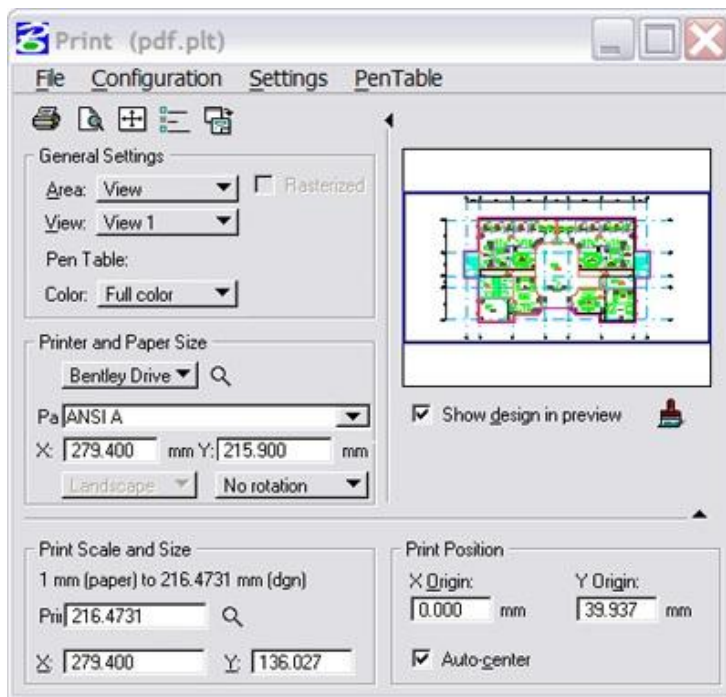 Print (pdf.plt)
File Configuration Settings PenTable
General Settings
Area: View Rasterized
View: View 1
Pen Table:
Color: Full color
Printer and Paper Size
Bentley Drive
Pa ANSI A
X: 279.400 mm Y: 215.900 mm
Landscape No rotation
Show design in preview
Print Scale and Size
1 mm (paper) to 216.4731 mm (dgn)
Pri 216.4731
X: 279.400 Y: 136.027
Print Position
X Origin: Y Origin:
0.000 mm 39.937 mm
Auto-center